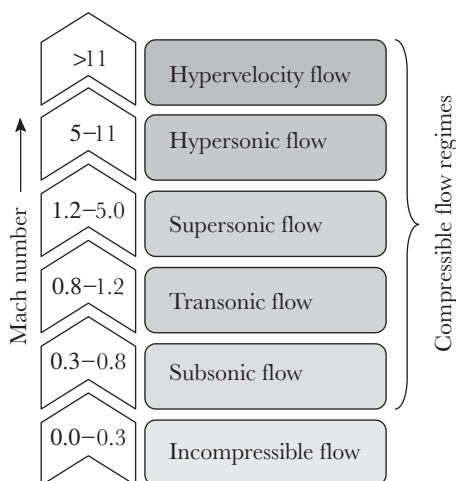 >11
Hypervelocity flow
5–11
Hypersonic flow
1.2–5.0
Supersonic flow
0.8–1.2
Transonic flow
0.3–0.8
Subsonic flow
0.0–0.3
Incompressible flow
Mach number
Compressible flow regimes